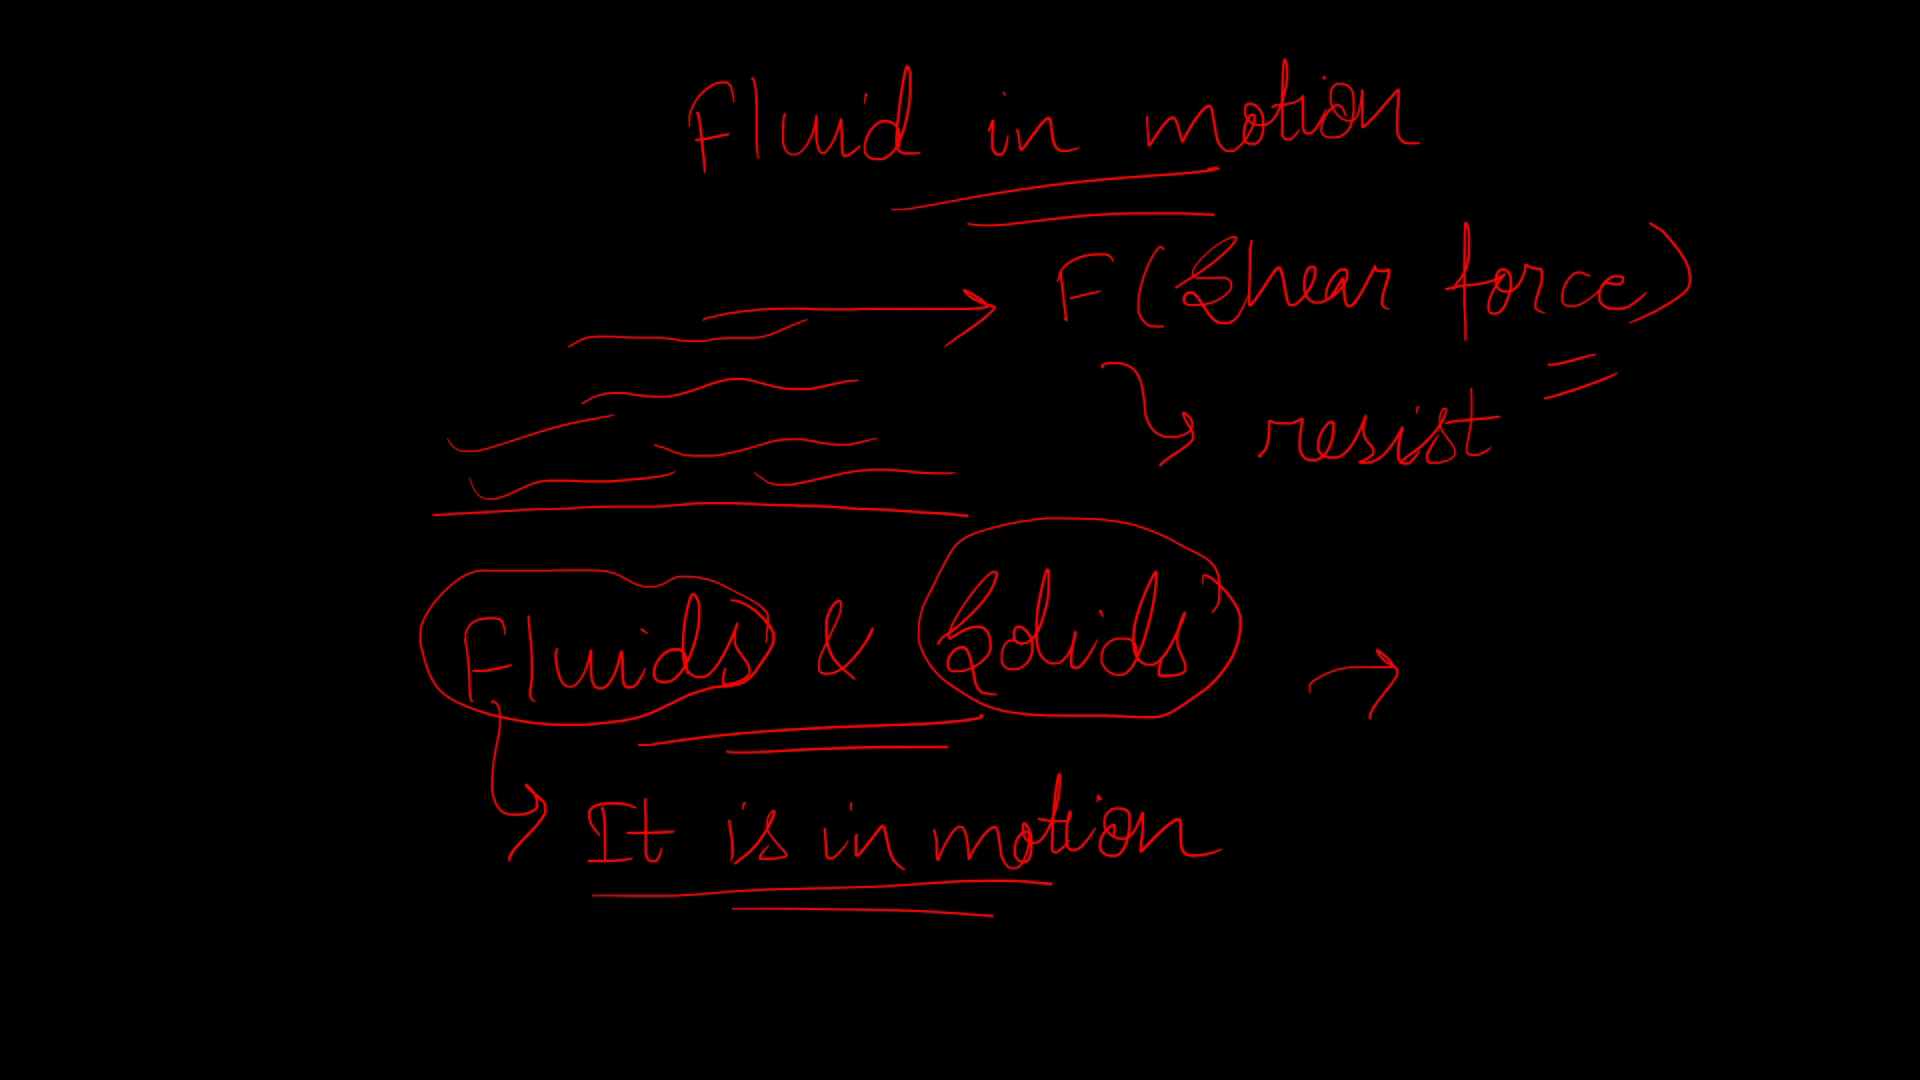 Fluid in motion
F (Shear force)
resist
Fluids & Solids
It is in motion